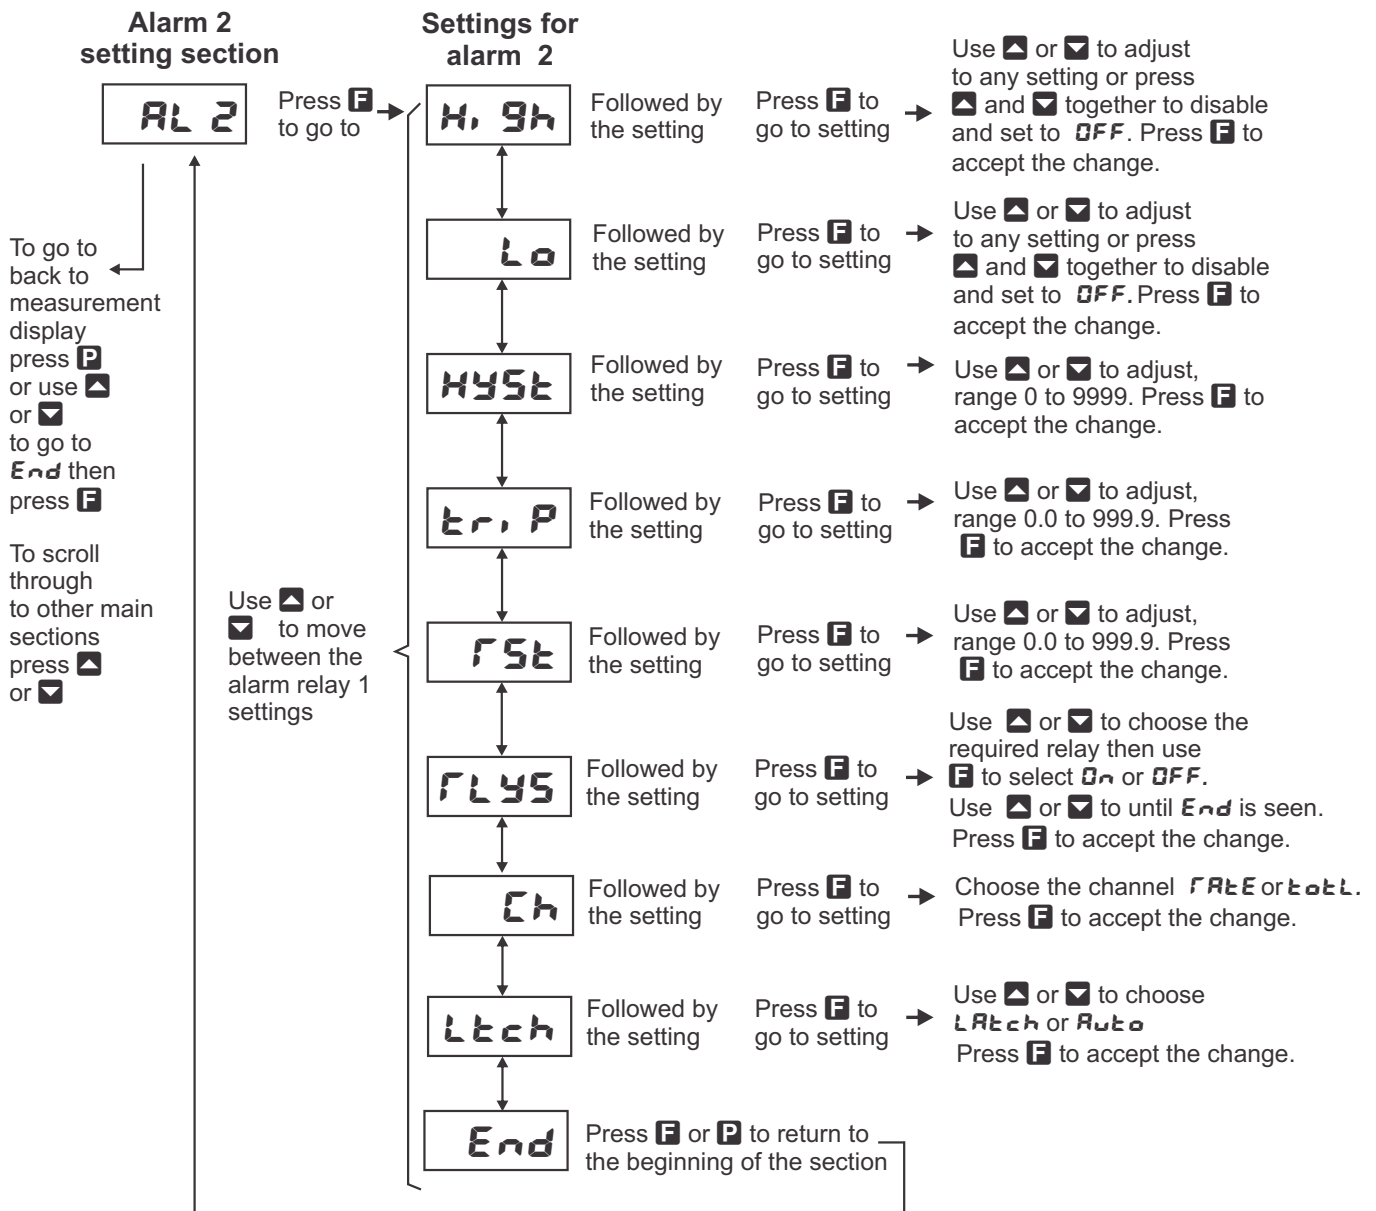 Alarm 2
setting section
AL 2
Press F
to go to
To go to
back to
measurement
display
press P
or use ▲
or ▼
to go to
End then
press F
To scroll
through
to other main
sections
press ▲
or ▼
Use ▲ or
▼ to move
between the
alarm relay 1
settings
Settings for
alarm 2
Hi gh
Followed by
the setting
Press F to
go to setting
Use ▲ or ▼ to adjust
to any setting or press
▲ and ▼ together to disable
and set to OFF. Press F to
accept the change.
Lo
Followed by
the setting
Press F to
go to setting
Use ▲ or ▼ to adjust
to any setting or press
▲ and ▼ together to disable
and set to OFF. Press F to
accept the change.
HYSt
Followed by
the setting
Press F to
go to setting
Use ▲ or ▼ to adjust,
range 0 to 9999. Press F to
accept the change.
tri P
Followed by
the setting
Press F to
go to setting
Use ▲ or ▼ to adjust,
range 0.0 to 999.9. Press
F to accept the change.
rSt
Followed by
the setting
Press F to
go to setting
Use ▲ or ▼ to adjust,
range 0.0 to 999.9. Press
F to accept the change.
rLYS
Followed by
the setting
Press F to
go to setting
Use ▲ or ▼ to choose the
required relay then use
F to select On or OFF.
Use ▲ or ▼ to until End is seen.
Press F to accept the change.
Ch
Followed by
the setting
Press F to
go to setting
Choose the channel rAtE or totL.
Press F to accept the change.
Ltch
Followed by
the setting
Press F to
go to setting
Use ▲ or ▼ to choose
LAtch or Auto
Press F to accept the change.
End
Press F or P to return to
the beginning of the section